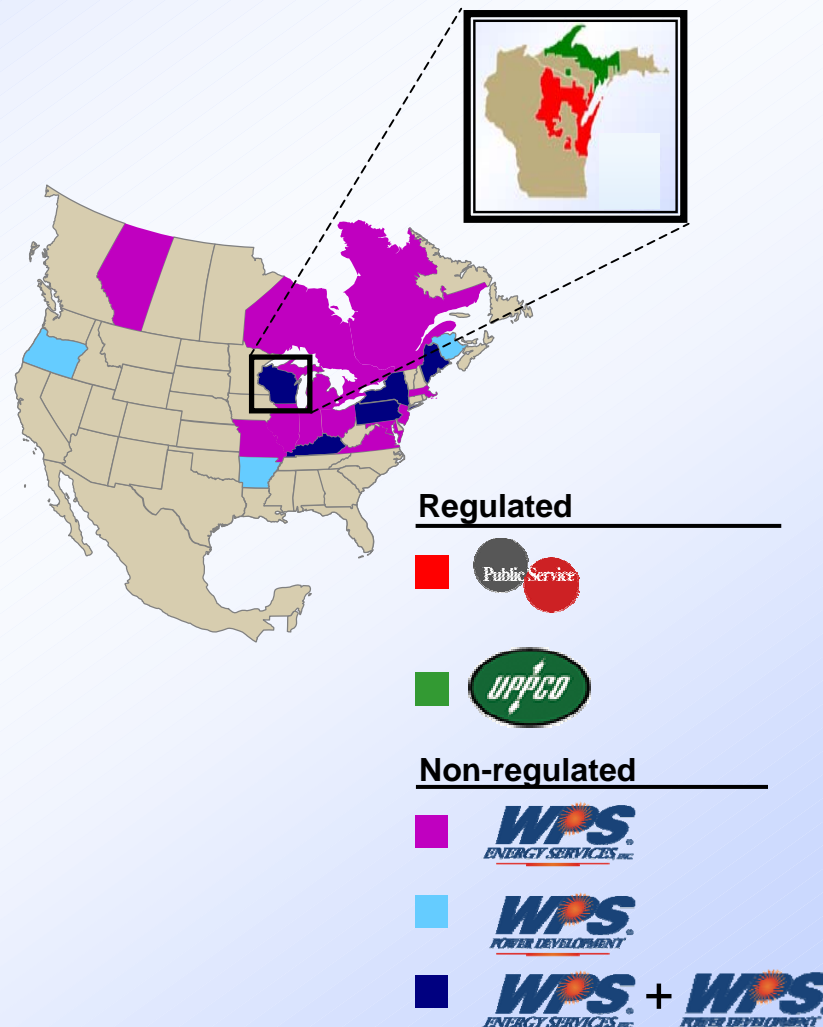 Regulated
Public Service
UPPCO
Non-regulated
WPS
ENERGY SERVICES INC.
WPS
POWER DEVELOPMENT
WPS + WPS
ENERGY SERVICES INC. POWER DEVELOPMENT